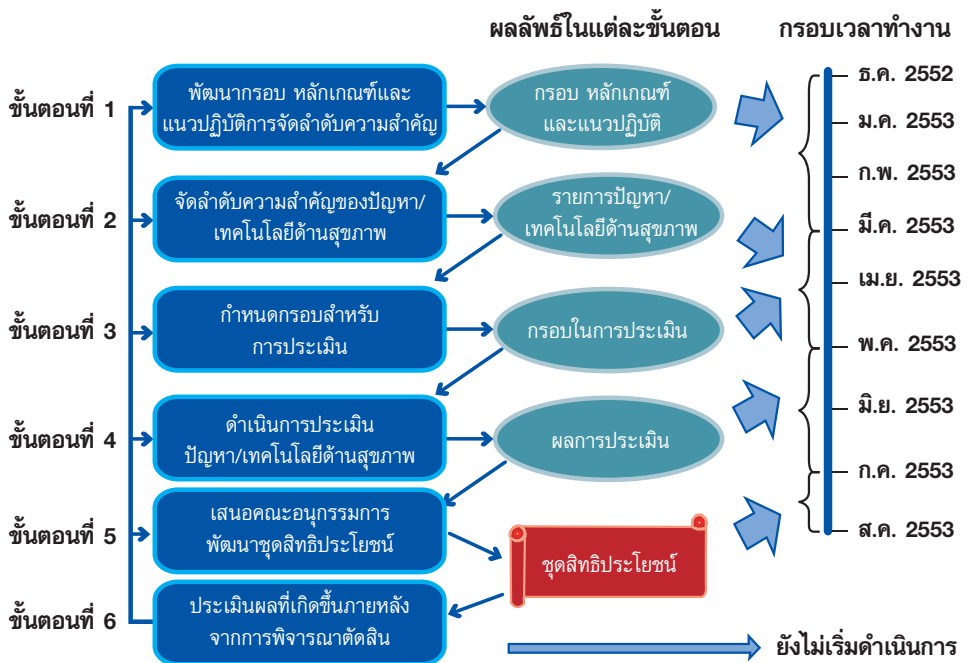 ผลลัพธ์ในแต่ละขั้นตอน
กรอบเวลาทำงาน
ขั้นตอนที่ 1
พัฒนากรอบ หลักเกณฑ์และ
แนวปฏิบัติการจัดลำดับความสำคัญ
กรอบ หลักเกณฑ์
และแนวปฏิบัติ
ขั้นตอนที่ 2
จัดลำดับความสำคัญของปัญหา/
เทคโนโลยีด้านสุขภาพ
รายการปัญหา/
เทคโนโลยีด้านสุขภาพ
ขั้นตอนที่ 3
กำหนดกรอบสำหรับ
การประเมิน
กรอบในการประเมิน
ขั้นตอนที่ 4
ดำเนินการประเมิน
ปัญหา/เทคโนโลยีด้านสุขภาพ
ผลการประเมิน
ขั้นตอนที่ 5
เสนอคณะอนุกรรมการ
พัฒนาชุดสิทธิประโยชน์
ชุดสิทธิประโยชน์
ขั้นตอนที่ 6
ประเมินผลที่เกิดขึ้นภายหลัง
จากการพิจารณาตัดสิน
ธ.ค. 2552
ม.ค. 2553
ก.พ. 2553
มี.ค. 2553
เม.ย. 2553
พ.ค. 2553
มิ.ย. 2553
ก.ค. 2553
ส.ค. 2553
ยังไม่เริ่มดำเนินการ